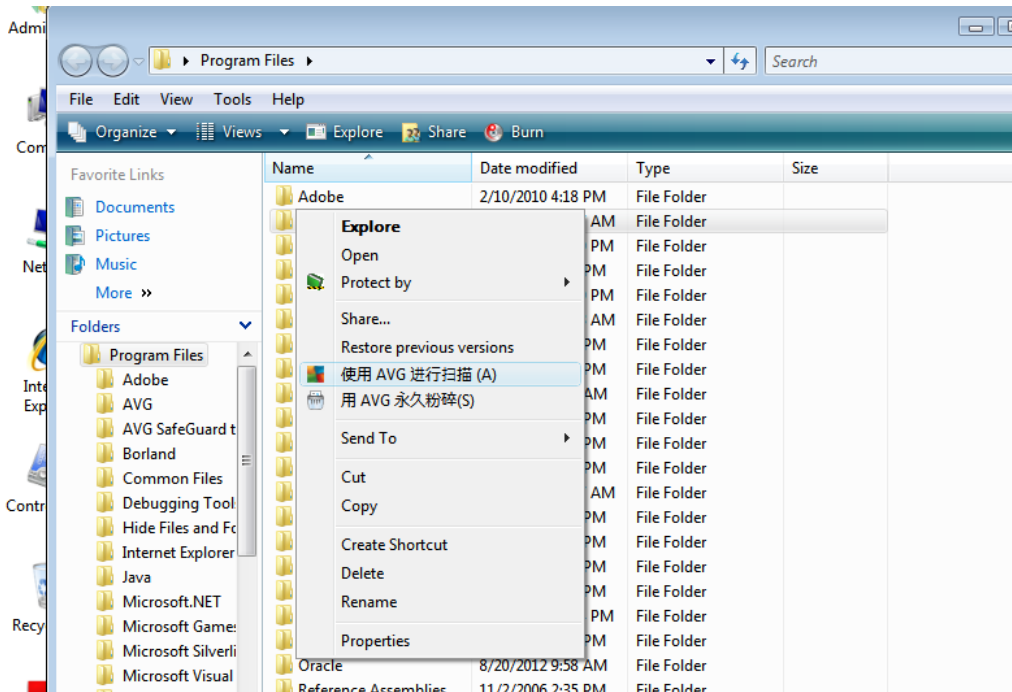 Admi
Program Files
Search
File Edit View Tools Help
Organize Views Explore Share Burn
Com
Favorite Links
Documents
Pictures
Music
More »
Net
Folders
Program Files
Adobe
AVG
AVG SafeGuard t
Borland
Common Files
Debugging Tool
Hide Files and Fo
Internet Explorer
Java
Microsoft.NET
Microsoft Game
Microsoft Silverli
Microsoft Visual
Inte
Exp
Contr
Recy
Name Date modified Type Size
Adobe 2/10/2010 4:18 PM File Folder
AM File Folder
PM File Folder
PM File Folder
PM File Folder
AM File Folder
PM File Folder
PM File Folder
AM File Folder
PM File Folder
PM File Folder
PM File Folder
AM File Folder
PM File Folder
PM File Folder
PM File Folder
PM File Folder
PM File Folder
PM File Folder
Oracle 8/20/2012 9:58 AM File Folder
Reference Assemblies 11/2/2006 2:35 PM File Folder
Explore
Open
Protect by
Share...
Restore previous versions
使用 AVG 进行扫描 (A)
用 AVG 永久粉碎(S)
Send To
Cut
Copy
Create Shortcut
Delete
Rename
Properties